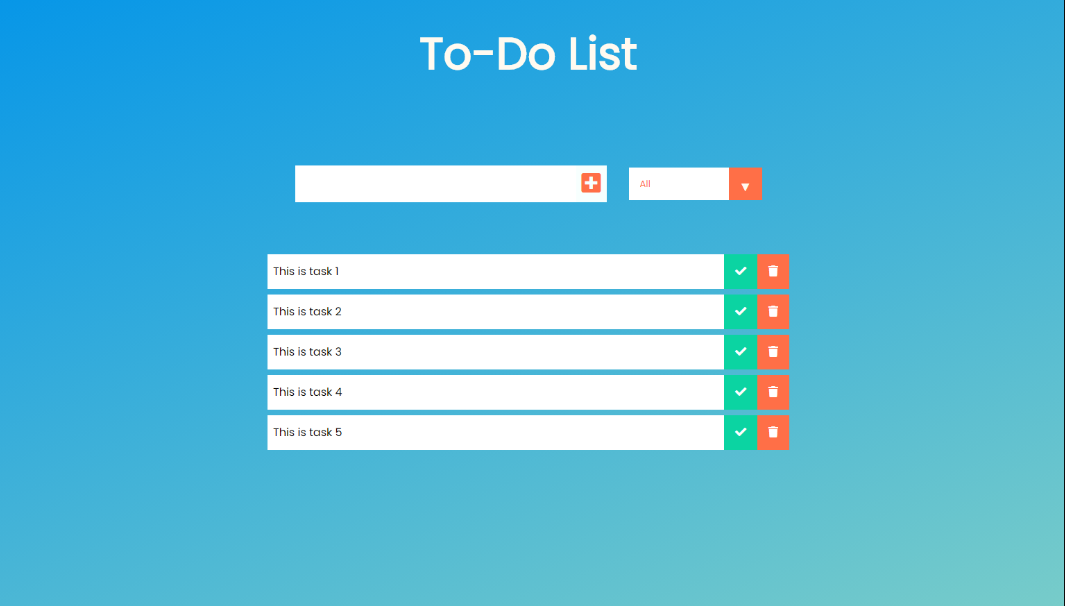 To-Do List
All
This is task 1
This is task 2
This is task 3
This is task 4
This is task 5